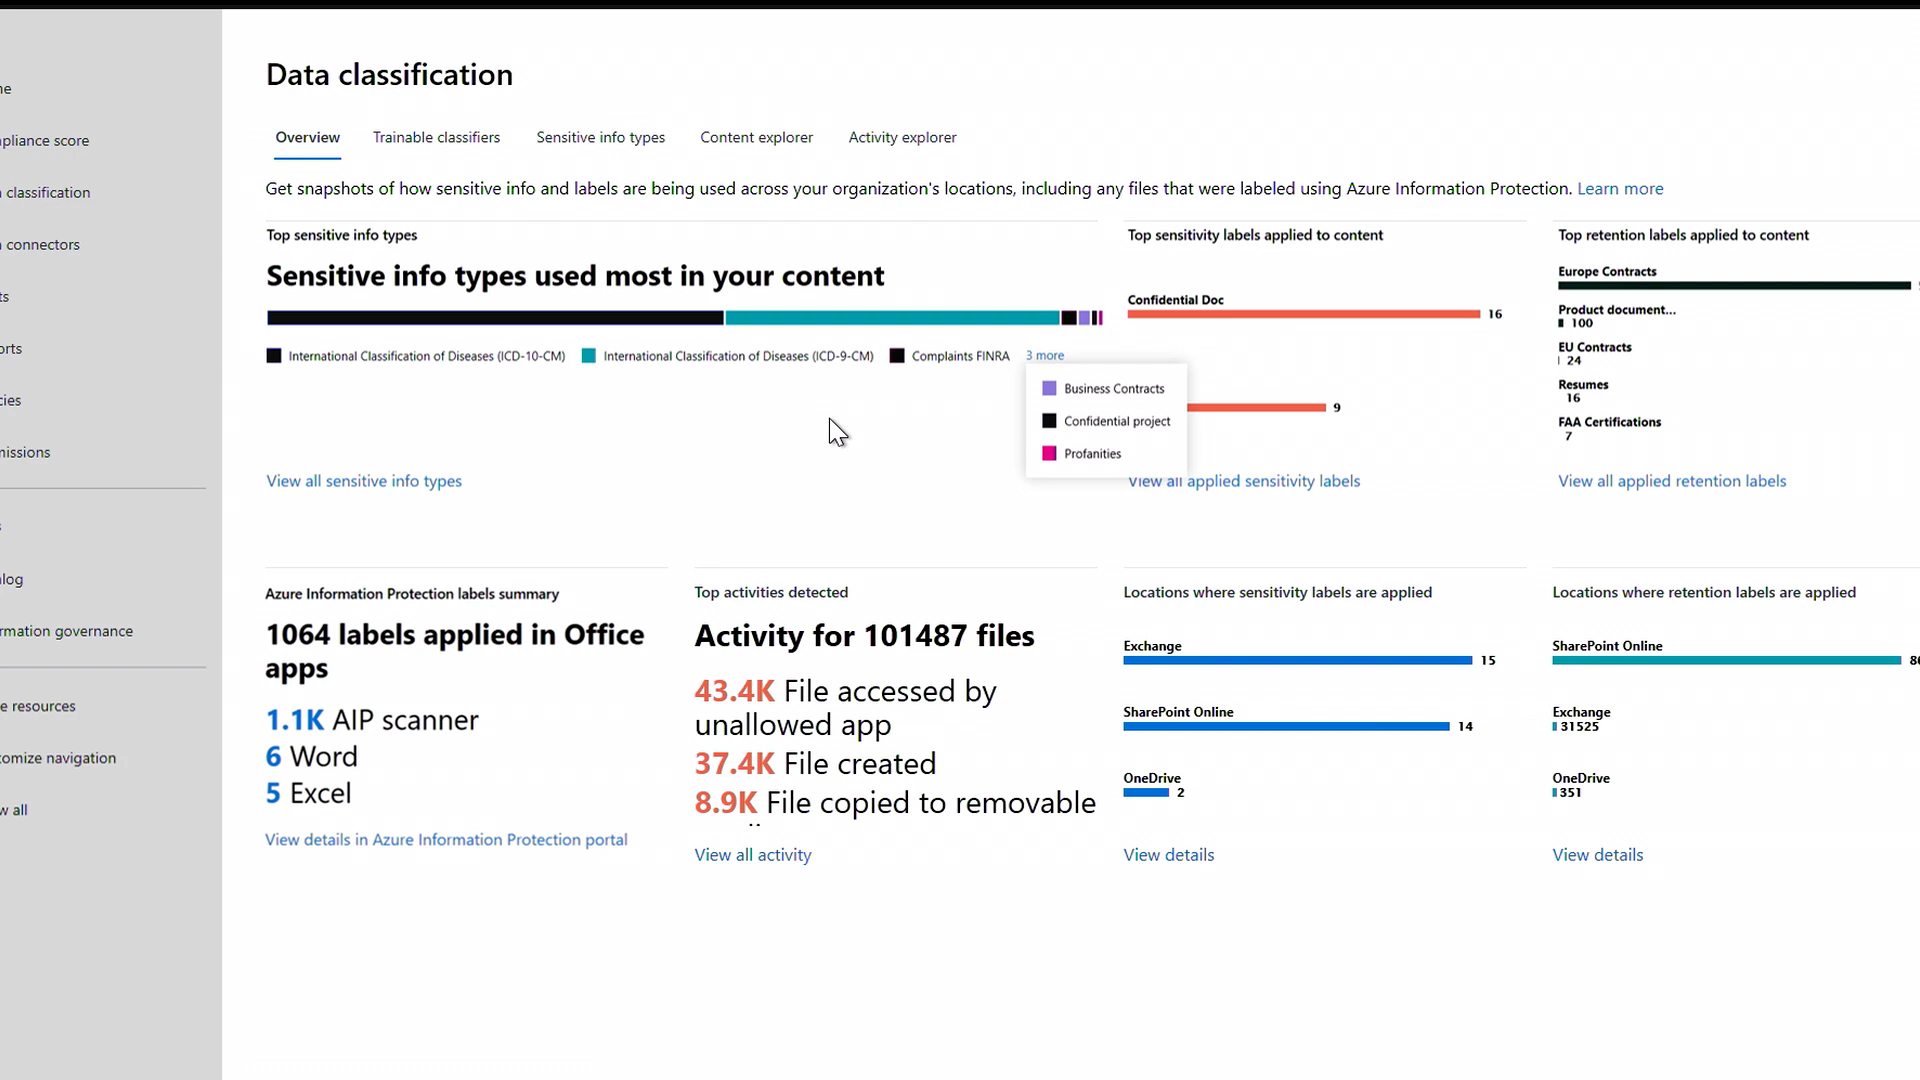 Data classification
Overview
Trainable classifiers
Sensitive info types
Content explorer
Activity explorer
Get snapshots of how sensitive info and labels are being used across your organization's locations, including any files that were labeled using Azure Information Protection. Learn more
Top sensitive info types
Sensitive info types used most in your content
International Classification of Diseases (ICD-10-CM)
International Classification of Diseases (ICD-9-CM)
Complaints FINRA
3 more
Business Contracts
Confidential project
Profanities
View all sensitive info types
Top sensitivity labels applied to content
Confidential Doc
16
9
View all applied sensitivity labels
Top retention labels applied to content
Europe Contracts
Product document...
100
EU Contracts
24
Resumes
16
FAA Certifications
7
View all applied retention labels
Azure Information Protection labels summary
1064 labels applied in Office
apps
1.1K AIP scanner
6 Word
5 Excel
View details in Azure Information Protection portal
Top activities detected
Activity for 101487 files
43.4K File accessed by
unallowed app
37.4K File created
8.9K File copied to removable
View all activity
Locations where sensitivity labels are applied
Exchange
15
SharePoint Online
14
OneDrive
2
View details
Locations where retention labels are applied
SharePoint Online
Exchange
31525
OneDrive
351
View details
pliance score
classification
connectors
orts
cies
missions
log
rmation governance
e resources
tomize navigation
w all